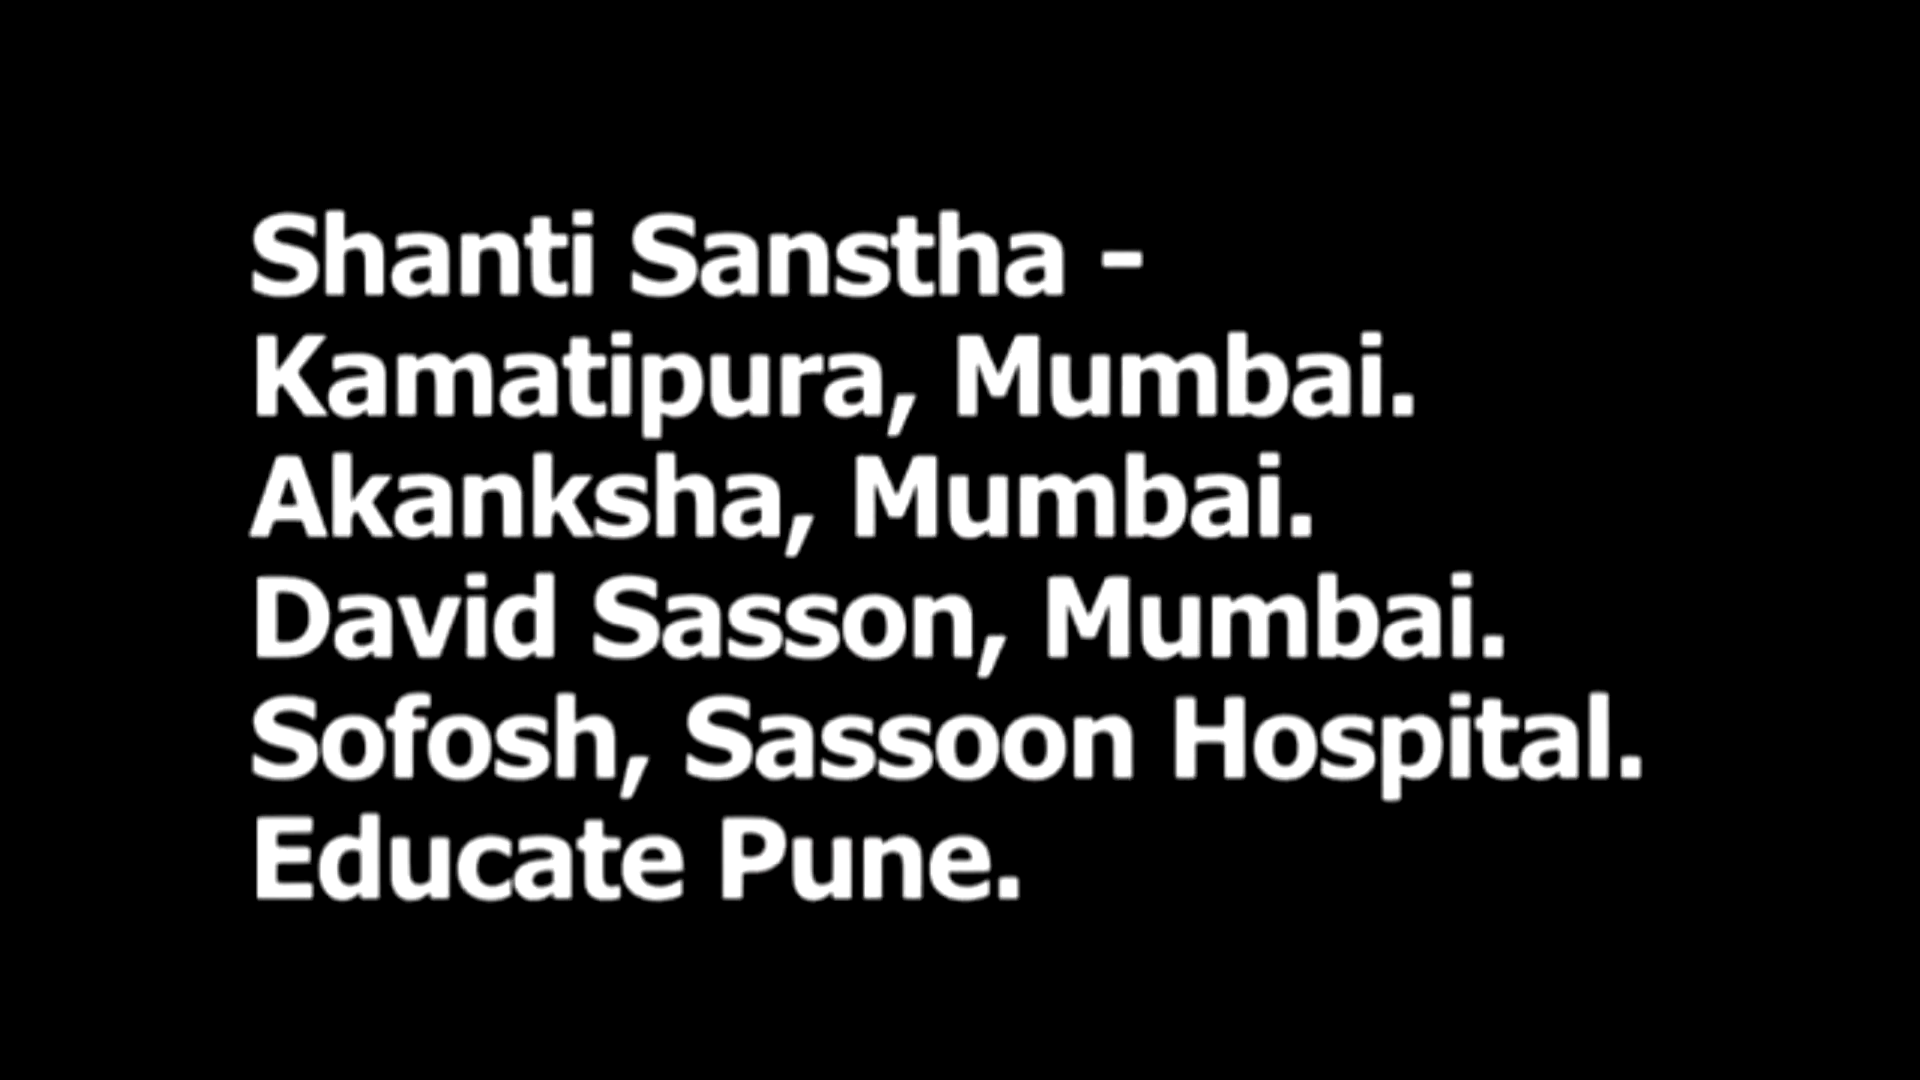 Shanti Sanstha -
Kamatipura, Mumbai.
Akanksha, Mumbai.
David Sasson, Mumbai.
Sofosh, Sassoon Hospital.
Educate Pune.